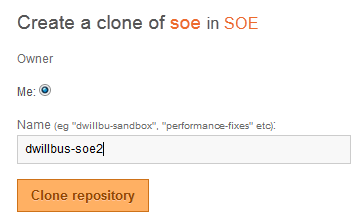 Create a clone of soe in SOE
Owner
Me:
Name (eg "dwillbu-sandbox", "performance-fixes" etc):
dwillbus-soe2
Clone repository